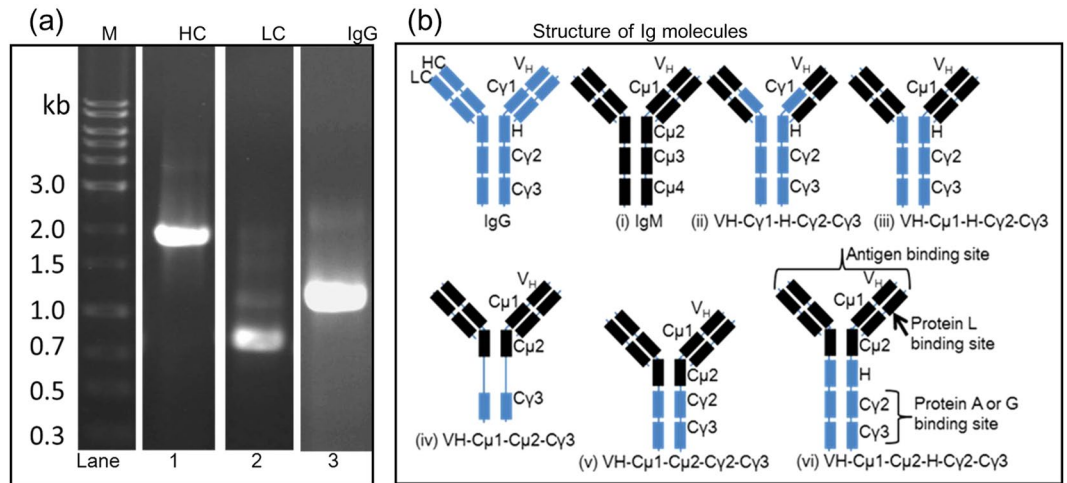 (a)
M HC LC IgG
kb
3.0
2.0
1.5
1.0
0.7
0.5
0.3
Lane 1 2 3
(b)
Structure of Ig molecules
HC
LC
VH
Cγ1
H
Cγ2
Cγ3
IgG
VH
Cμ1
Cμ2
Cμ3
Cμ4
(i) IgM
VH
Cγ1
H
Cγ2
Cγ3
(ii) VH-Cγ1-H-Cγ2-Cγ3
VH
Cμ1
H
Cγ2
Cγ3
(iii) VH-Cμ1-H-Cγ2-Cγ3
VH
Cμ1
Cμ2
Cγ3
(iv) VH-Cμ1-Cμ2-Cγ3
VH
Cμ1
Cμ2
Cγ2
Cγ3
(v) VH-Cμ1-Cμ2-Cγ2-Cγ3
Antigen binding site
VH
Cμ1
Protein L
binding site
Cμ2
H
Cγ2
Cγ3
Protein A or G
binding site
(vi) VH-Cμ1-Cμ2-H-Cγ2-Cγ3